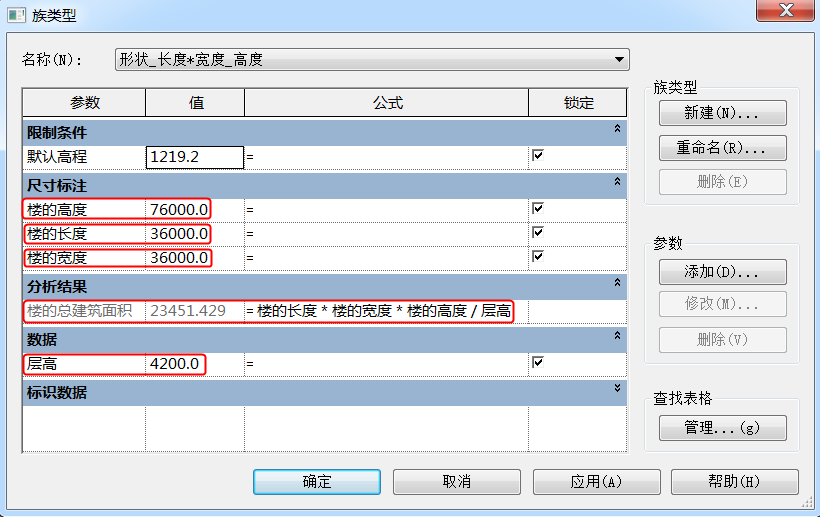 族类型
名称(N):
形状_长度*宽度_高度
参数 值 公式 锁定
限制条件
默认高程 1219.2 =
尺寸标注
楼的高度 76000.0 =
楼的长度 36000.0 =
楼的宽度 36000.0 =
分析结果
楼的总建筑面积 23451.429 = 楼的长度 * 楼的宽度 * 楼的高度 / 层高
数据
层高 4200.0 =
标识数据
族类型
新建(N)...
重命名(R)...
删除(E)
参数
添加(D)...
修改(M)...
删除(V)
查找表格
管理...(g)
确定 取消 应用(A) 帮助(H)